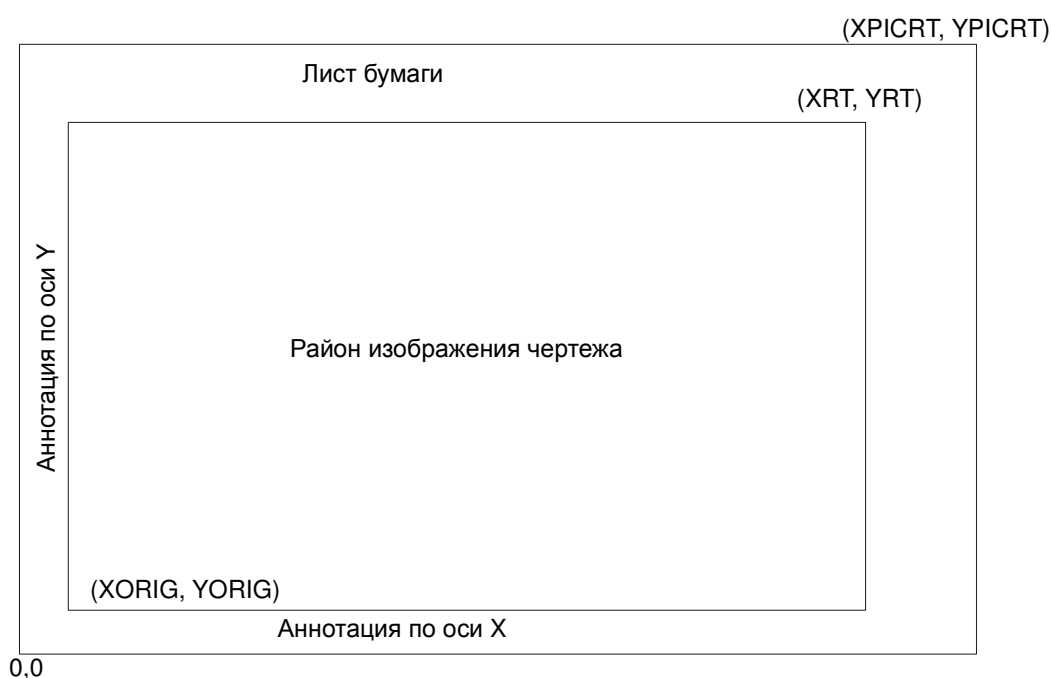 (XPICRT, YPICRT)
Лист бумаги
(XRT, YRT)
Аннотация по оси Y
Район изображения чертежа
(XORIG, YORIG)
Аннотация по оси X
0,0